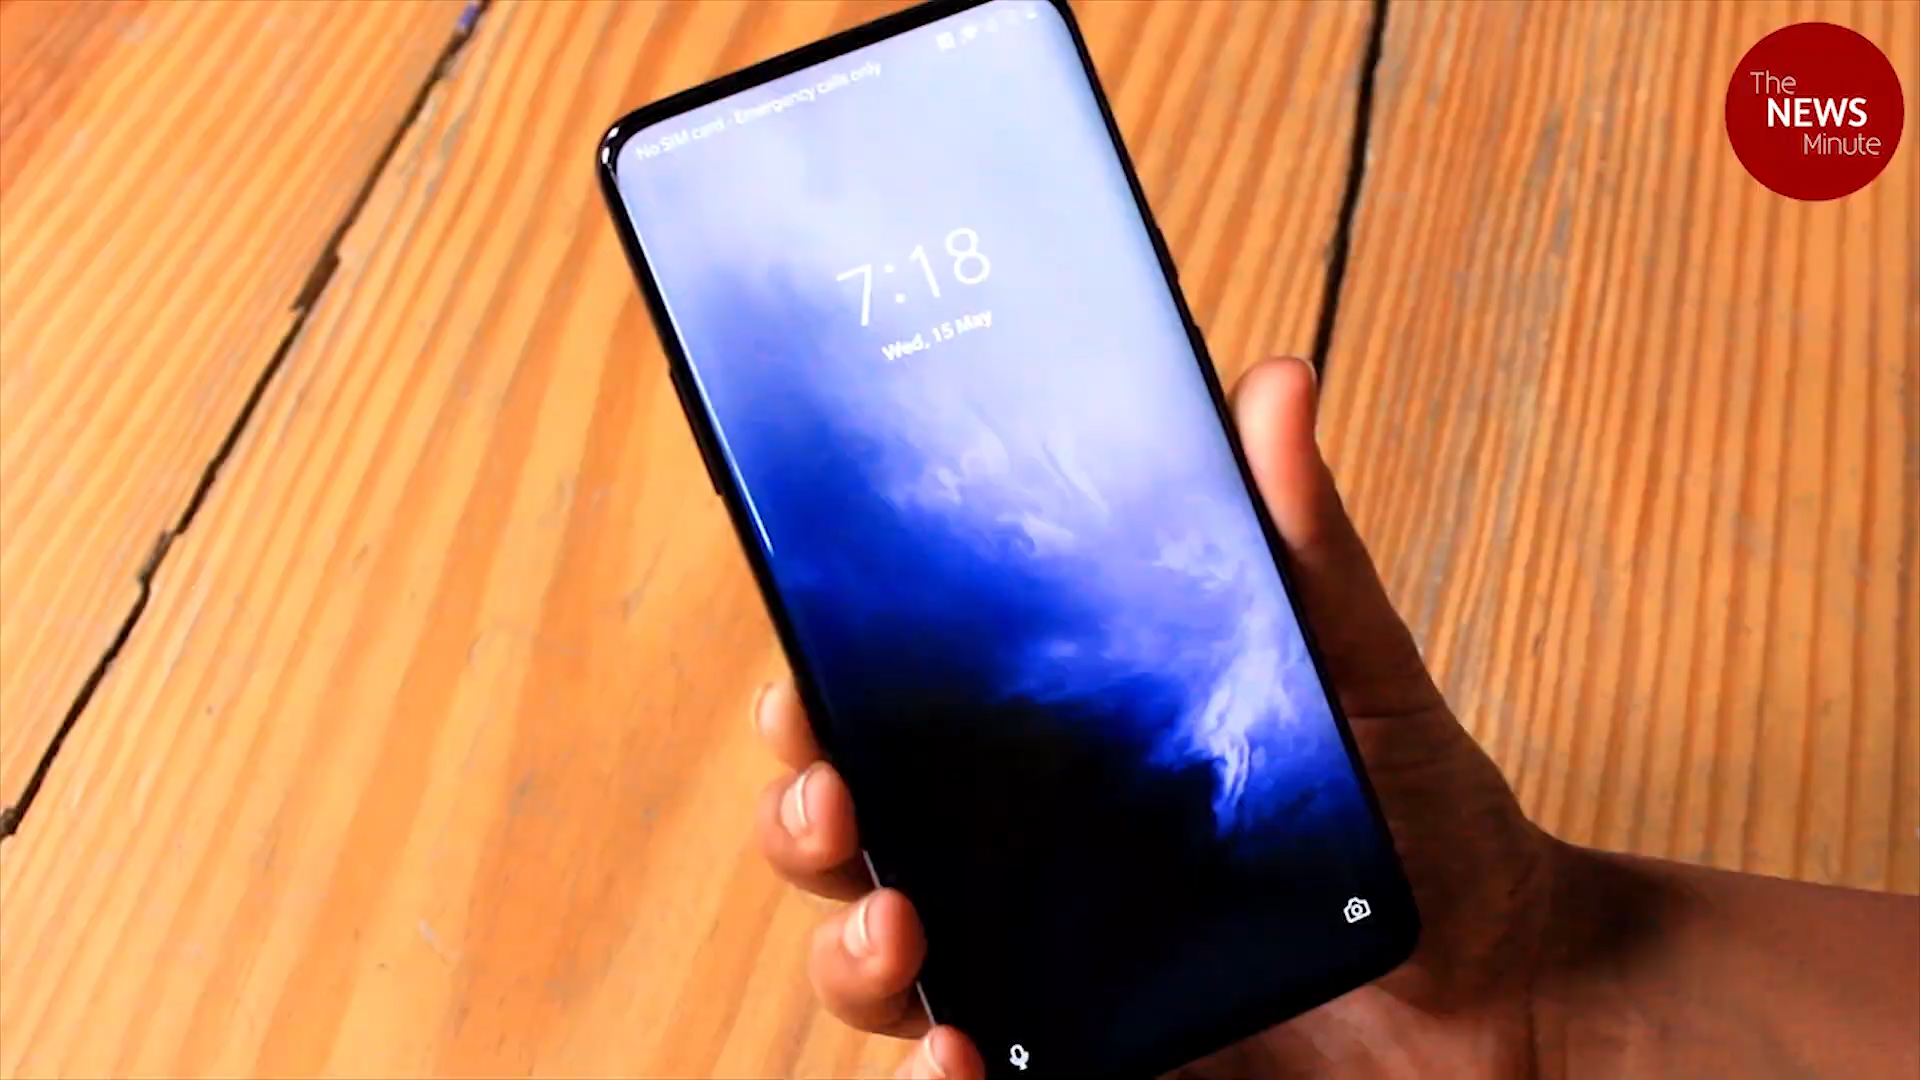 No SIM card - Emergency calls only
7:18
Wed, 15 May
The
NEWS
Minute